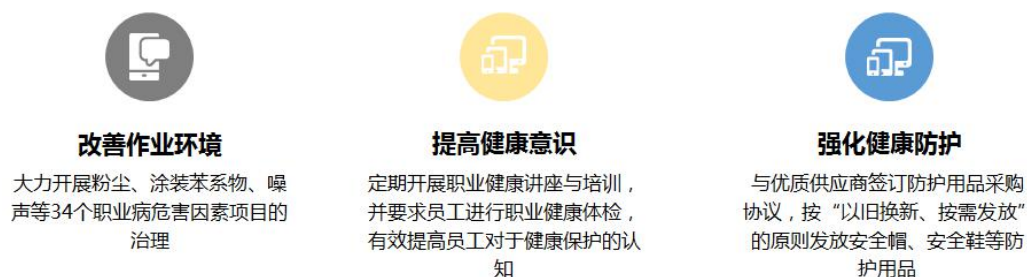 改善作业环境
大力开展粉尘、涂装苯系物、噪
声等34个职业病危害因素项目的
治理
提高健康意识
定期开展职业健康讲座与培训，
并要求员工进行职业健康体检，
有效提高员工对于健康保护的认
知
强化健康防护
与优质供应商签订防护用品采购
协议，按“以旧换新、按需发放”
的原则发放安全帽、安全鞋等防
护用品